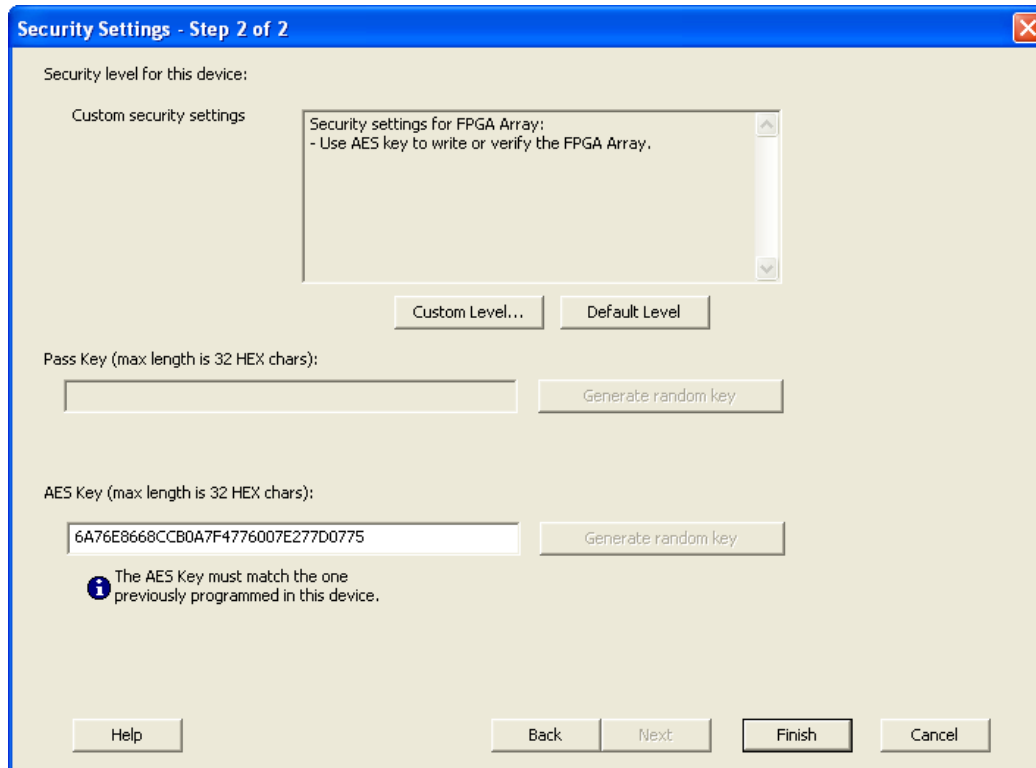 Security Settings - Step 2 of 2
Security level for this device:
Custom security settings
Security settings for FPGA Array:
- Use AES key to write or verify the FPGA Array.
Custom Level...
Default Level
Pass Key (max length is 32 HEX chars):
Generate random key
AES Key (max length is 32 HEX chars):
6A76E8668CCB0A7F4776007E277D0775
Generate random key
The AES Key must match the one
previously programmed in this device.
Help
Back
Next
Finish
Cancel